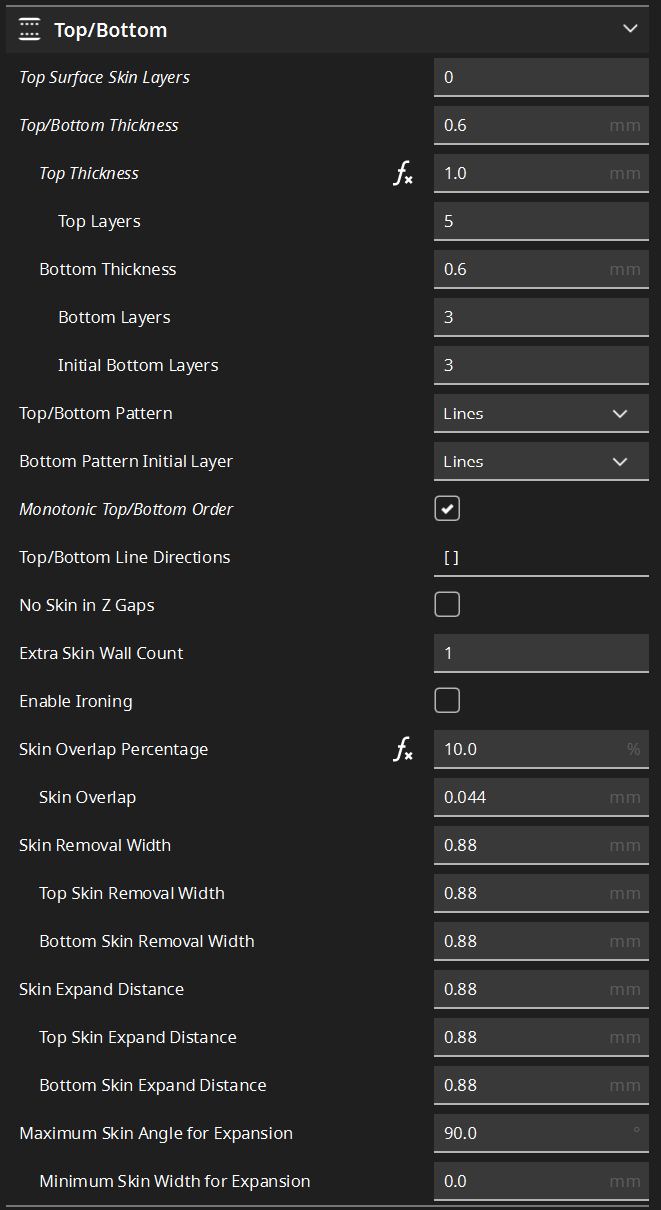 Top/Bottom
Top Surface Skin Layers 0
Top/Bottom Thickness 0.6 mm
Top Thickness fx 1.0 mm
Top Layers 5
Bottom Thickness 0.6 mm
Bottom Layers 3
Initial Bottom Layers 3
Top/Bottom Pattern Lines
Bottom Pattern Initial Layer Lines
Monotonic Top/Bottom Order
Top/Bottom Line Directions [ ]
No Skin in Z Gaps
Extra Skin Wall Count 1
Enable Ironing
Skin Overlap Percentage fx 10.0 %
Skin Overlap 0.044 mm
Skin Removal Width 0.88 mm
Top Skin Removal Width 0.88 mm
Bottom Skin Removal Width 0.88 mm
Skin Expand Distance 0.88 mm
Top Skin Expand Distance 0.88 mm
Bottom Skin Expand Distance 0.88 mm
Maximum Skin Angle for Expansion 90.0 °
Minimum Skin Width for Expansion 0.0 mm